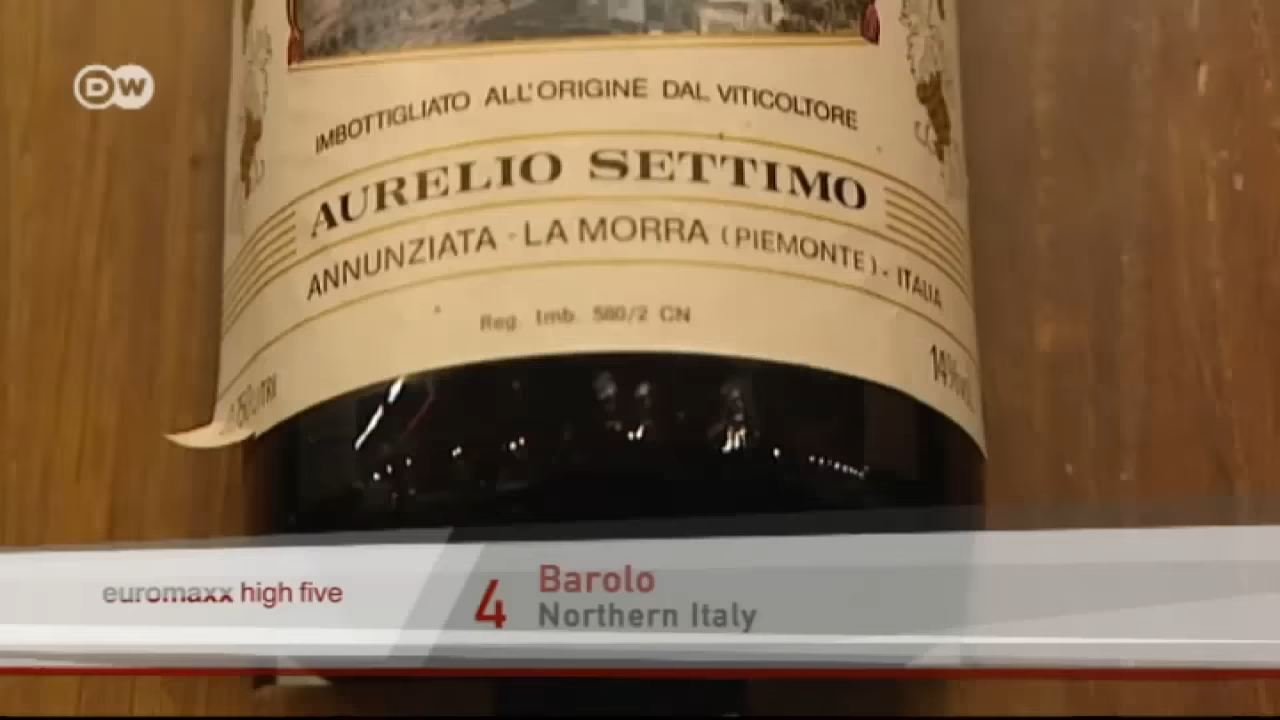 DW
IMBOTTIGLIATO ALL'ORIGINE DAL VITICOLTORE
AURELIO SETTIMO
ANNUNZIATA - LA MORRA (PIEMONTE) - ITALIA
Reg. Imb. 580/2 CN
14%
euromaxx high five
4
Barolo
Northern Italy